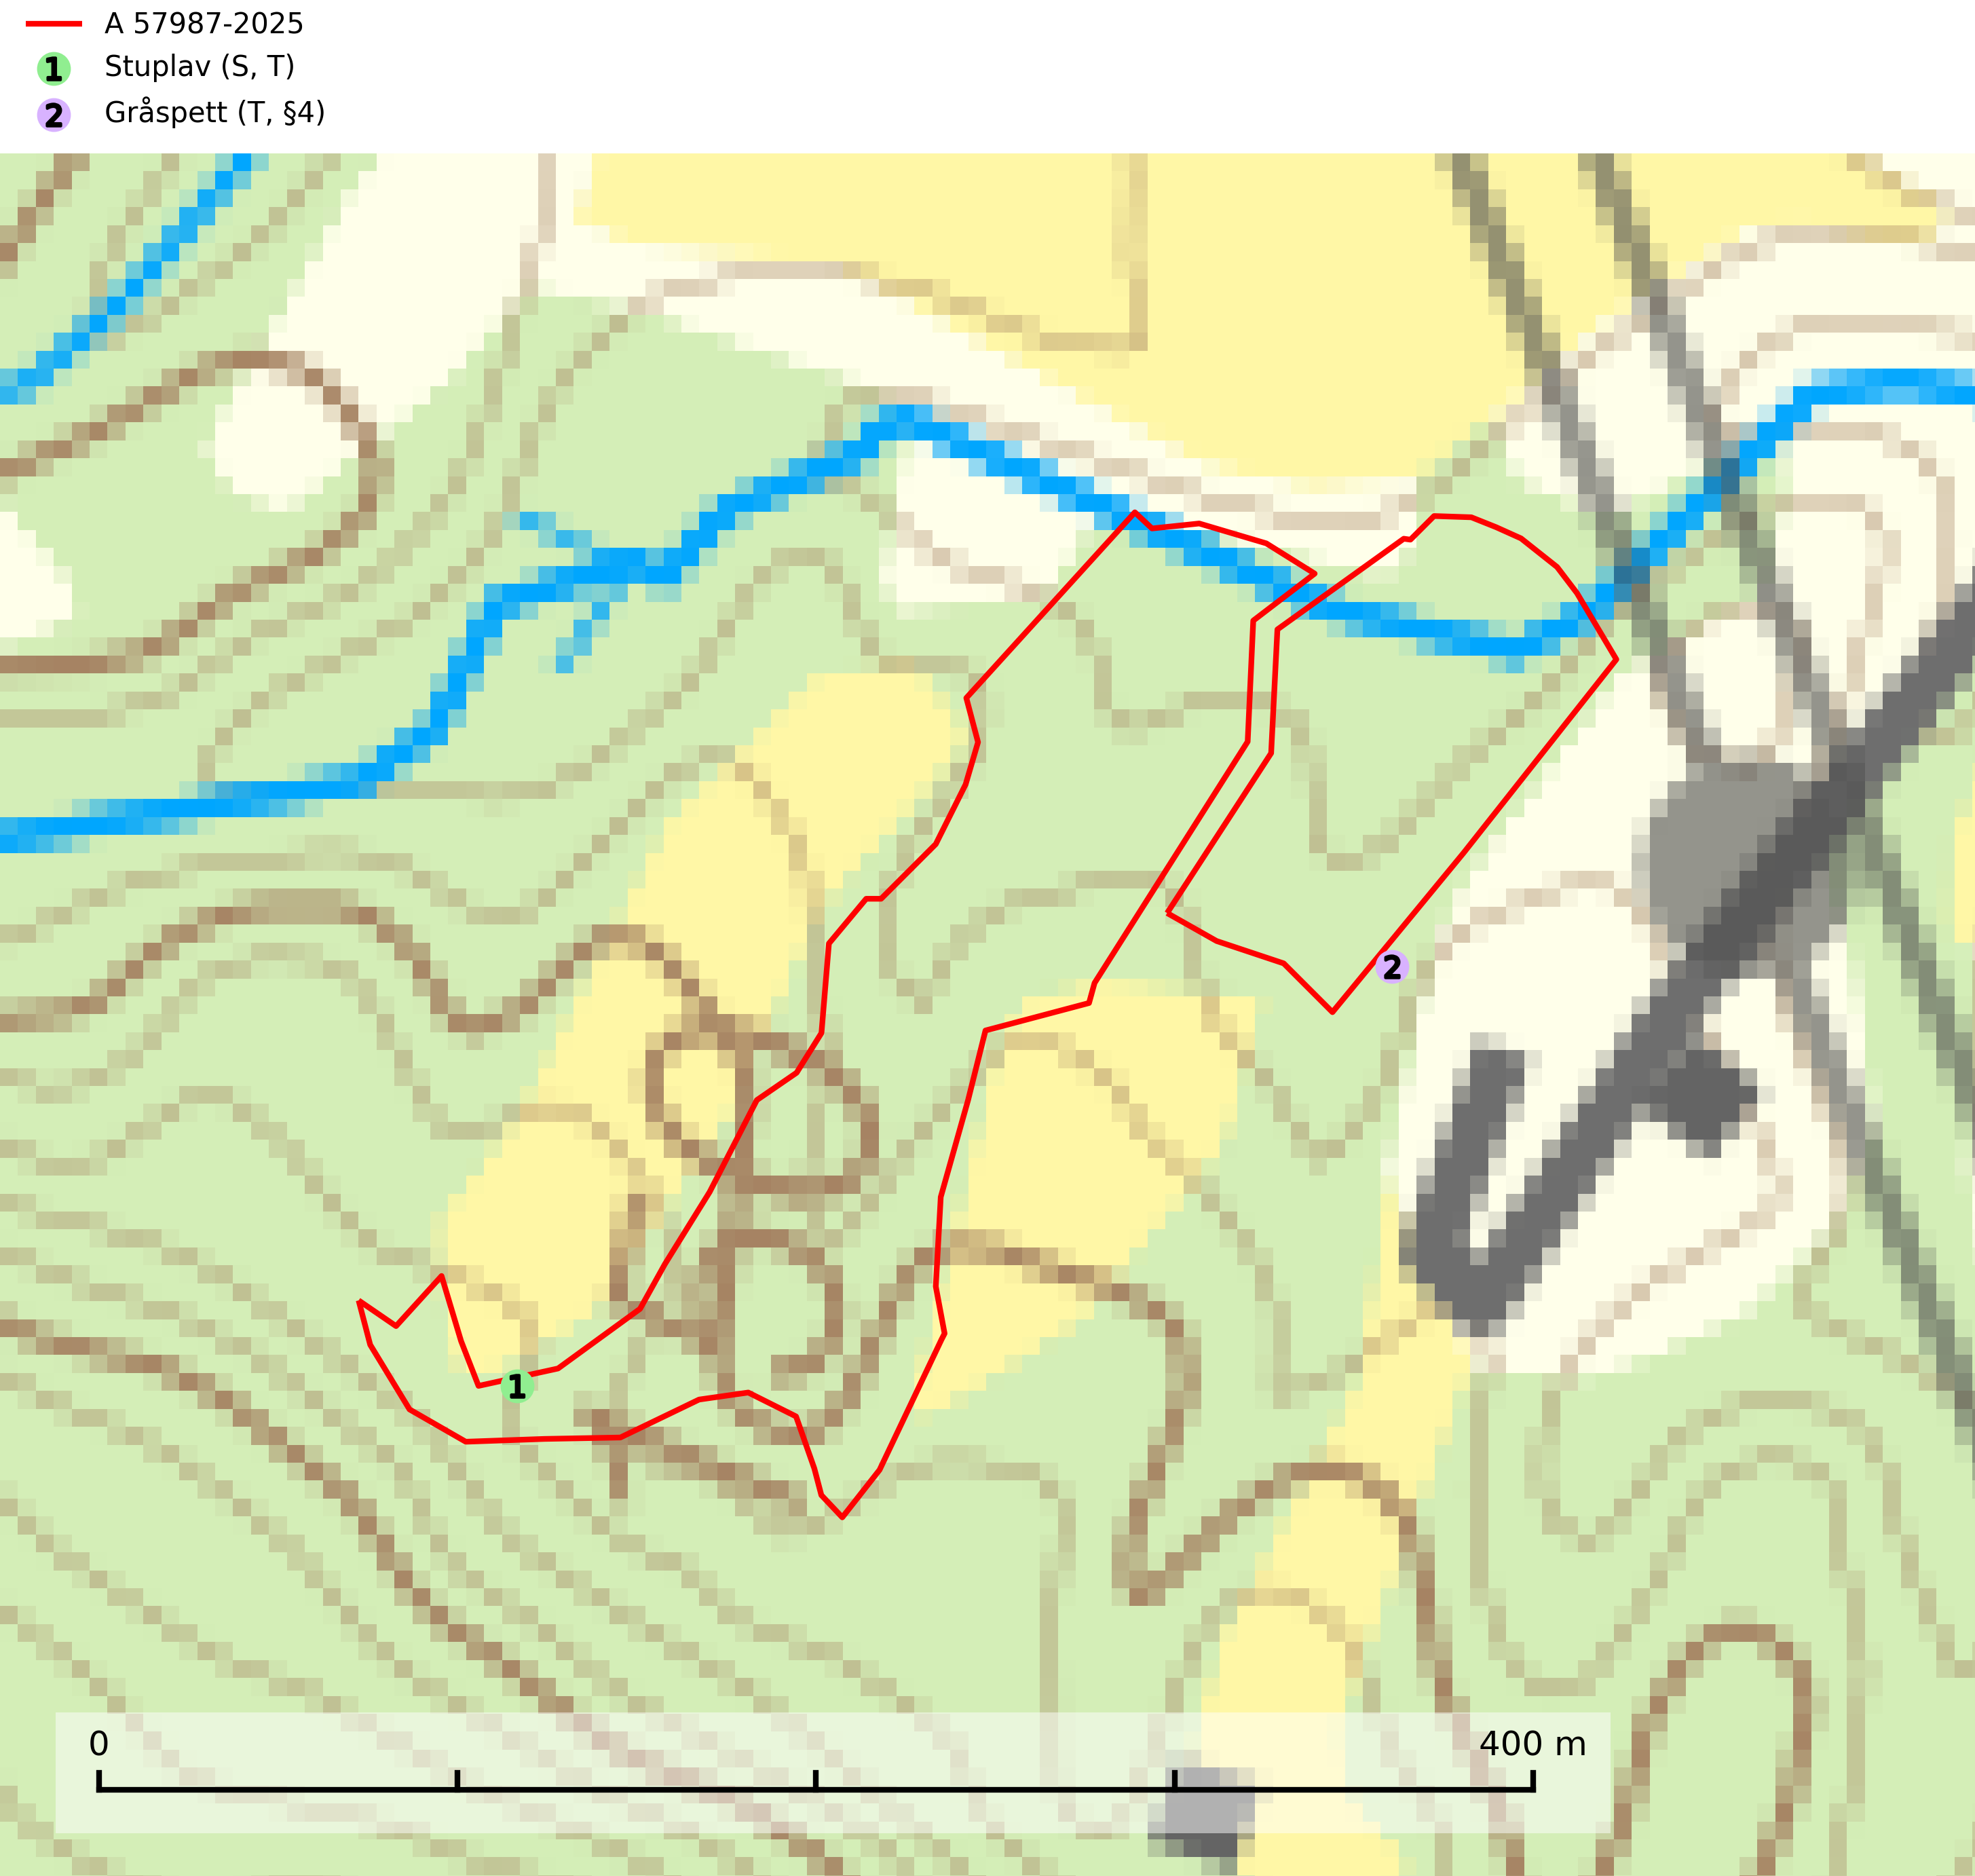 A 57987-2025
1 Stuplav (S, T)
2 Gråspett (T, §4)
2
1
0 400 m